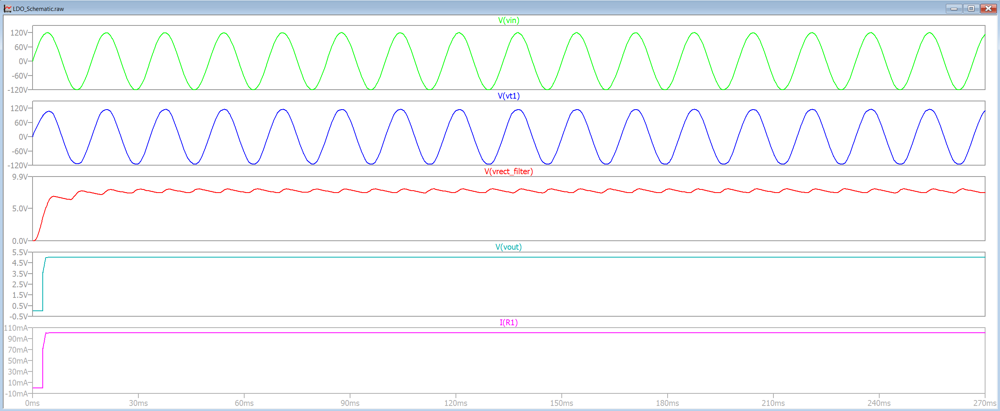 LDO_Schematic.raw
V(vin)
120V
60V
0V
-60V
-120V
V(vt1)
120V
60V
0V
-60V
-120V
V(vrect_filter)
9.9V
5.0V
0.0V
V(vout)
5.5V
4.5V
3.5V
2.5V
1.5V
0.5V
-0.5V
I(R1)
110mA
90mA
70mA
50mA
30mA
10mA
-10mA
0ms 30ms 60ms 90ms 120ms 150ms 180ms 210ms 240ms 270ms